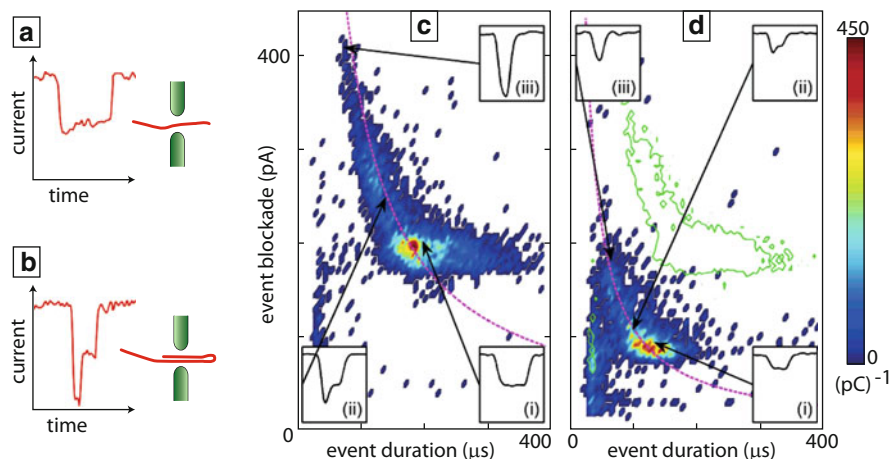 a
current
time
b
current
time
c
400
event blockade (pA)
0
event duration (μs)
400
(iii)
(ii)
(i)
d
0
event duration (μs)
400
(iii)
(ii)
(i)
450
0
(pC)⁻¹